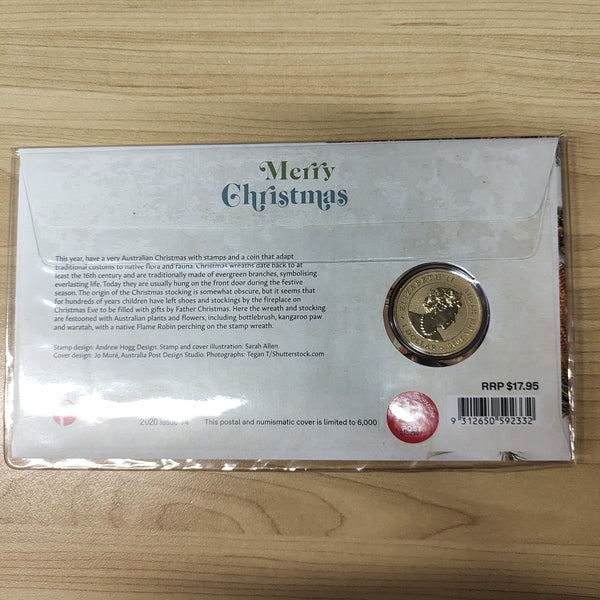 Merry
Christmas
This year, have a very Australian Christmas with stamps and a coin that adapt
traditional customs to native flora and fauna. Christmas wreaths date back to at
least the 16th century and are traditionally made of evergreen branches, symbolising
everlasting life. Today they are usually hung on the front door during the festive
season. The origin of the Christmas stocking is somewhat obscure, but it seems that
for hundreds of years children have left shoes and stockings by the fireplace on
Christmas Eve to be filled with gifts by Father Christmas. Here the wreath and stocking
are festooned with Australian plants and flowers, including bottlebrush, kangaroo paw
and waratah, with a native Flame Robin perching on the stamp wreath.
Stamp design: Andrew Hogg Design. Stamp and cover illustration: Sarah Allen.
Cover design: Jo Muré, Australia Post Design Studio. Photographs: Tegan T/Shutterstock.com
ELIZABETH II
RRP $17.95
2020 Issue 14
This postal and numismatic cover is limited to 6,000
9 312650 592332